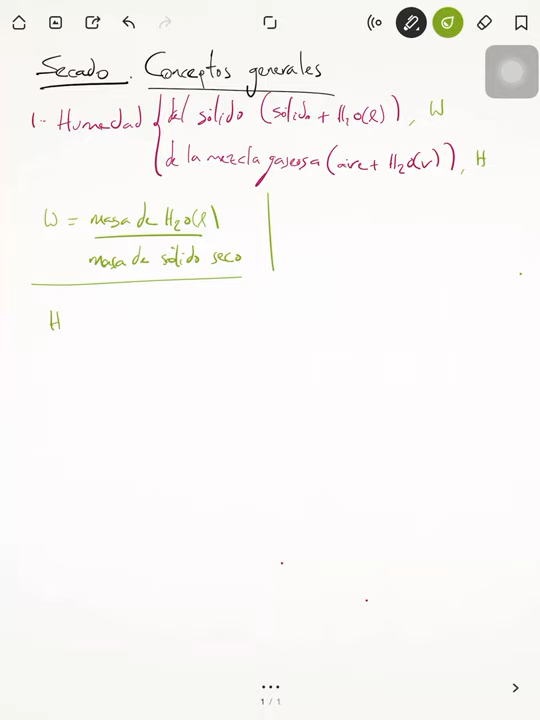 Secado. Conceptos generales
1.- Humedad { del sólido (sólido + H2O(l)), W
de la mezcla gaseosa (aire + H2O(v)), H
W = masa de H2O(l)
masa de sólido seco
H
1 / 1